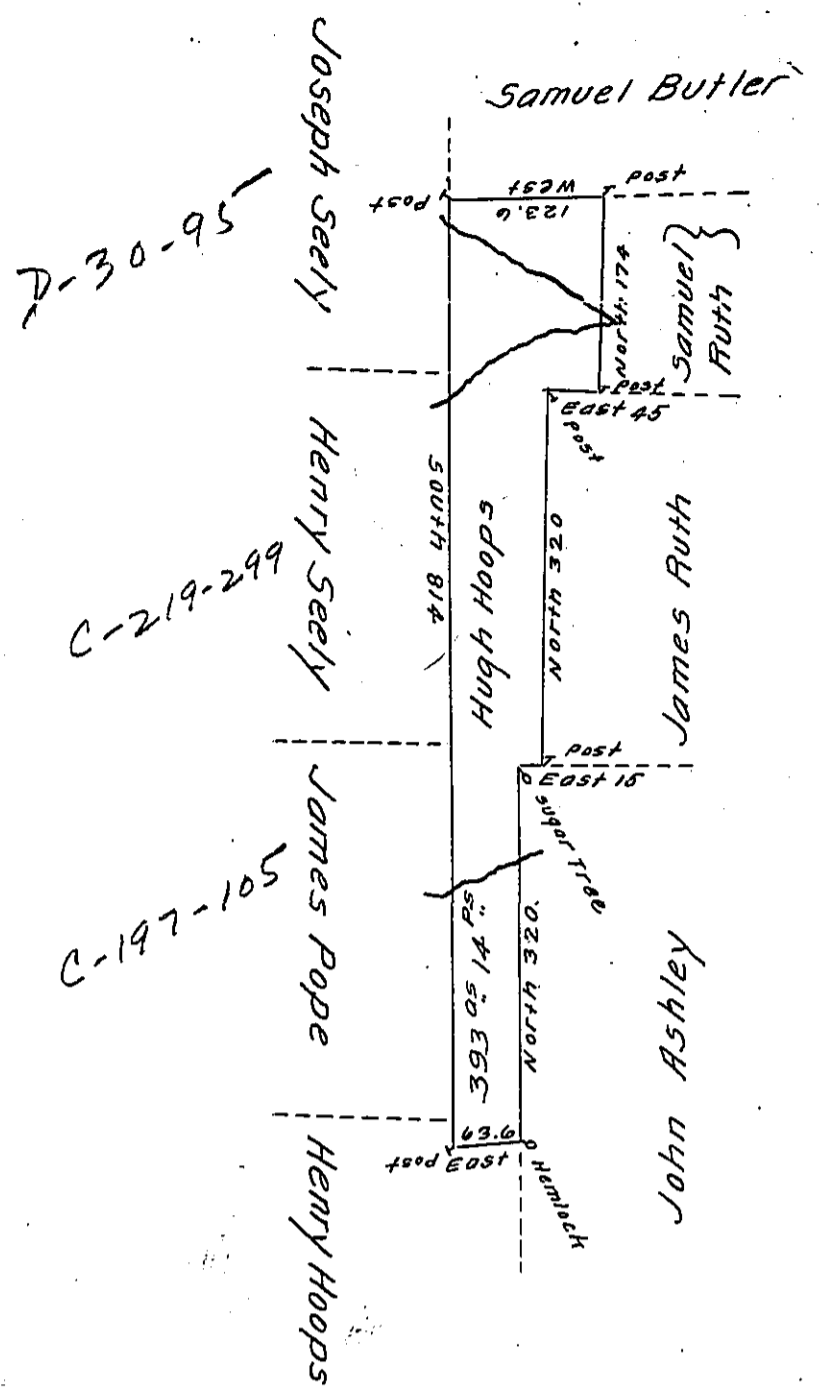 Samuel Butler
Joseph Seely
D-30-95
Post
West
123.6
post
North. 174
Samuel }
Ruth }
Post
East 45
post
Henry Seely
C-219-299
South 814
Hugh Hoops
North 320
James Ruth
Post
East 15
Sugar Tree
James Pope
C-197-105
393 as " 14 Ps "
North. 320.
John Ashley
63.6
East
post
Hemlock
Henry Hoops